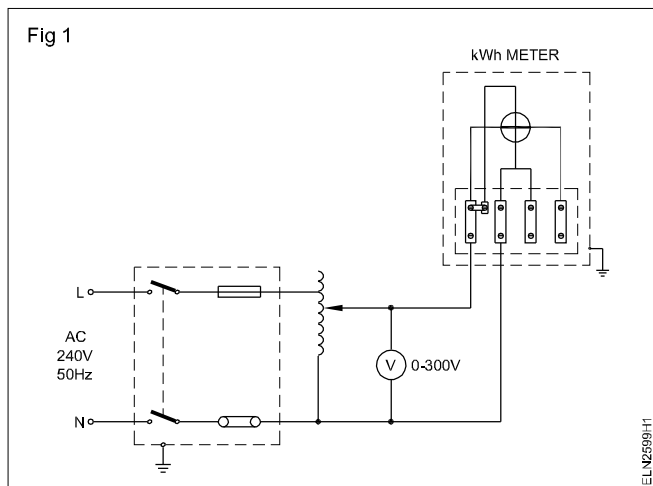 Fig 1
kWh METER
L
AC
240V
50Hz
V 0-300V
N
ELN2599H1